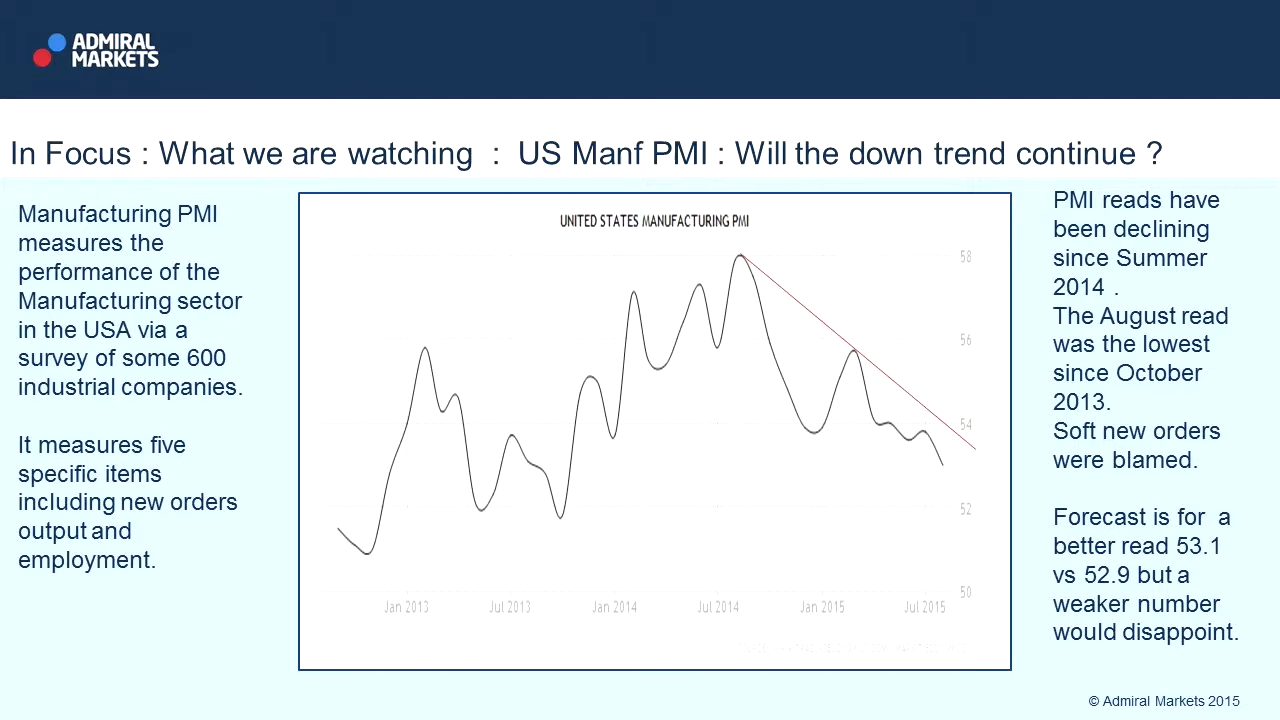 ADMIRAL
MARKETS
In Focus : What we are watching : US Manf PMI : Will the down trend continue ?
Manufacturing PMI
measures the
performance of the
Manufacturing sector
in the USA via a
survey of some 600
industrial companies.
It measures five
specific items
including new orders
output and
employment.
UNITED STATES MANUFACTURING PMI
58
56
54
52
50
Jan 2013
Jul 2013
Jan 2014
Jul 2014
Jan 2015
Jul 2015
PMI reads have
been declining
since Summer
2014 .
The August read
was the lowest
since October
2013.
Soft new orders
were blamed.
Forecast is for a
better read 53.1
vs 52.9 but a
weaker number
would disappoint.
© Admiral Markets 2015